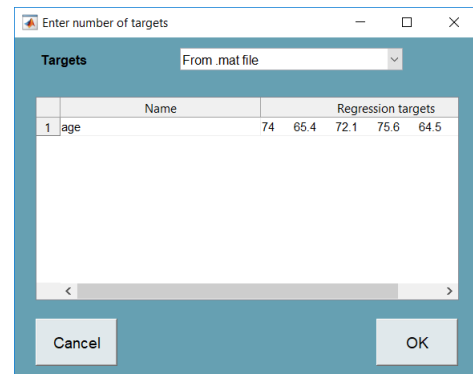 Enter number of targets
Targets From .mat file
Name Regression targets
1 age 74 65.4 72.1 75.6 64.5
Cancel OK